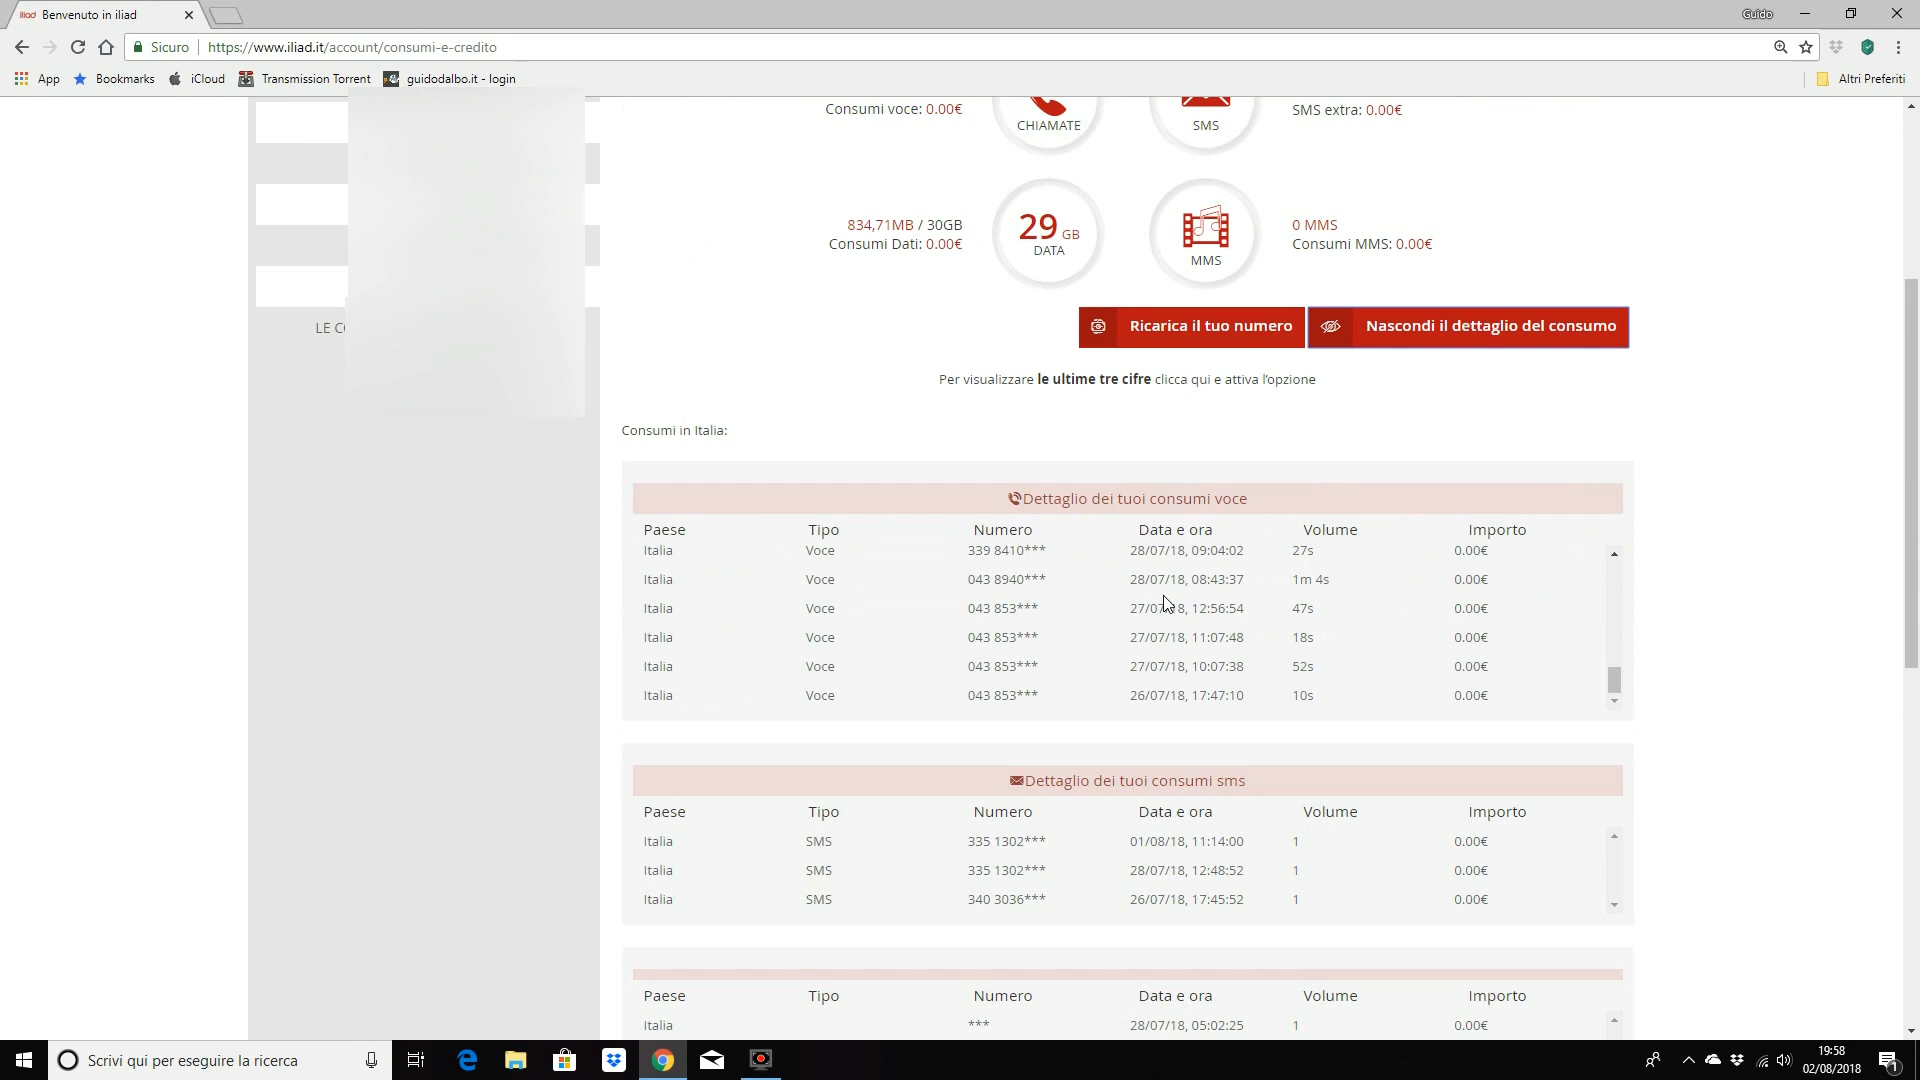 iliad Benvenuto in iliad
Guido
Sicuro https://www.iliad.it/account/consumi-e-credito
App Bookmarks iCloud Transmission Torrent guidodalbo.it - login Altri Preferiti
Consumi voce: 0.00€ CHIAMATE SMS SMS extra: 0.00€
834,71MB / 30GB
Consumi Dati: 0.00€
29 GB
DATA
MMS
0 MMS
Consumi MMS: 0.00€
Ricarica il tuo numero Nascondi il dettaglio del consumo
LE C
Per visualizzare le ultime tre cifre clicca qui e attiva l'opzione
Consumi in Italia:
Dettaglio dei tuoi consumi voce
Paese Tipo Numero Data e ora Volume Importo
Italia Voce 339 8410*** 28/07/18, 09:04:02 27s 0.00€
Italia Voce 043 8940*** 28/07/18, 08:43:37 1m 4s 0.00€
Italia Voce 043 853*** 27/07/18, 12:56:54 47s 0.00€
Italia Voce 043 853*** 27/07/18, 11:07:48 18s 0.00€
Italia Voce 043 853*** 27/07/18, 10:07:38 52s 0.00€
Italia Voce 043 853*** 26/07/18, 17:47:10 10s 0.00€
Dettaglio dei tuoi consumi sms
Paese Tipo Numero Data e ora Volume Importo
Italia SMS 335 1302*** 01/08/18, 11:14:00 1 0.00€
Italia SMS 335 1302*** 28/07/18, 12:48:52 1 0.00€
Italia SMS 340 3036*** 26/07/18, 17:45:52 1 0.00€
Paese Tipo Numero Data e ora Volume Importo
Italia *** 28/07/18, 05:02:25 1 0.00€
Scrivi qui per eseguire la ricerca
19:58
02/08/2018
1